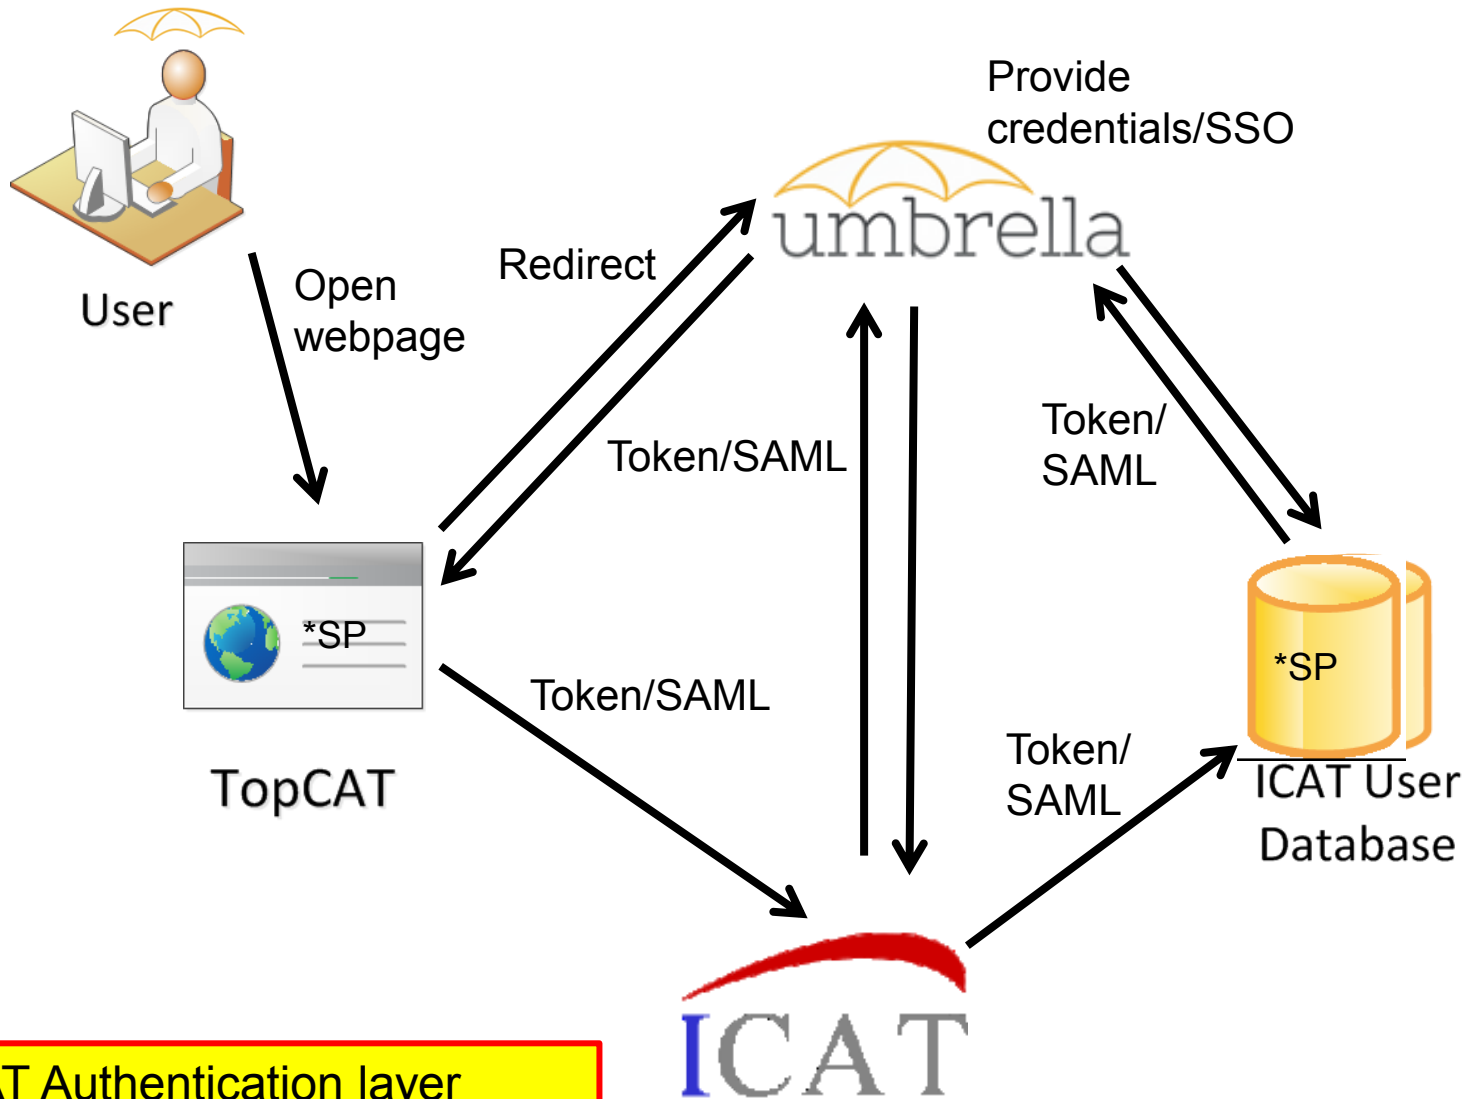 Provide
credentials/SSO
umbrella
User
Open
webpage
Redirect
Token/SAML
Token/
SAML
*SP
TopCAT
Token/SAML
*SP
Token/
SAML
ICAT User
Database
ICAT
AT Authentication layer